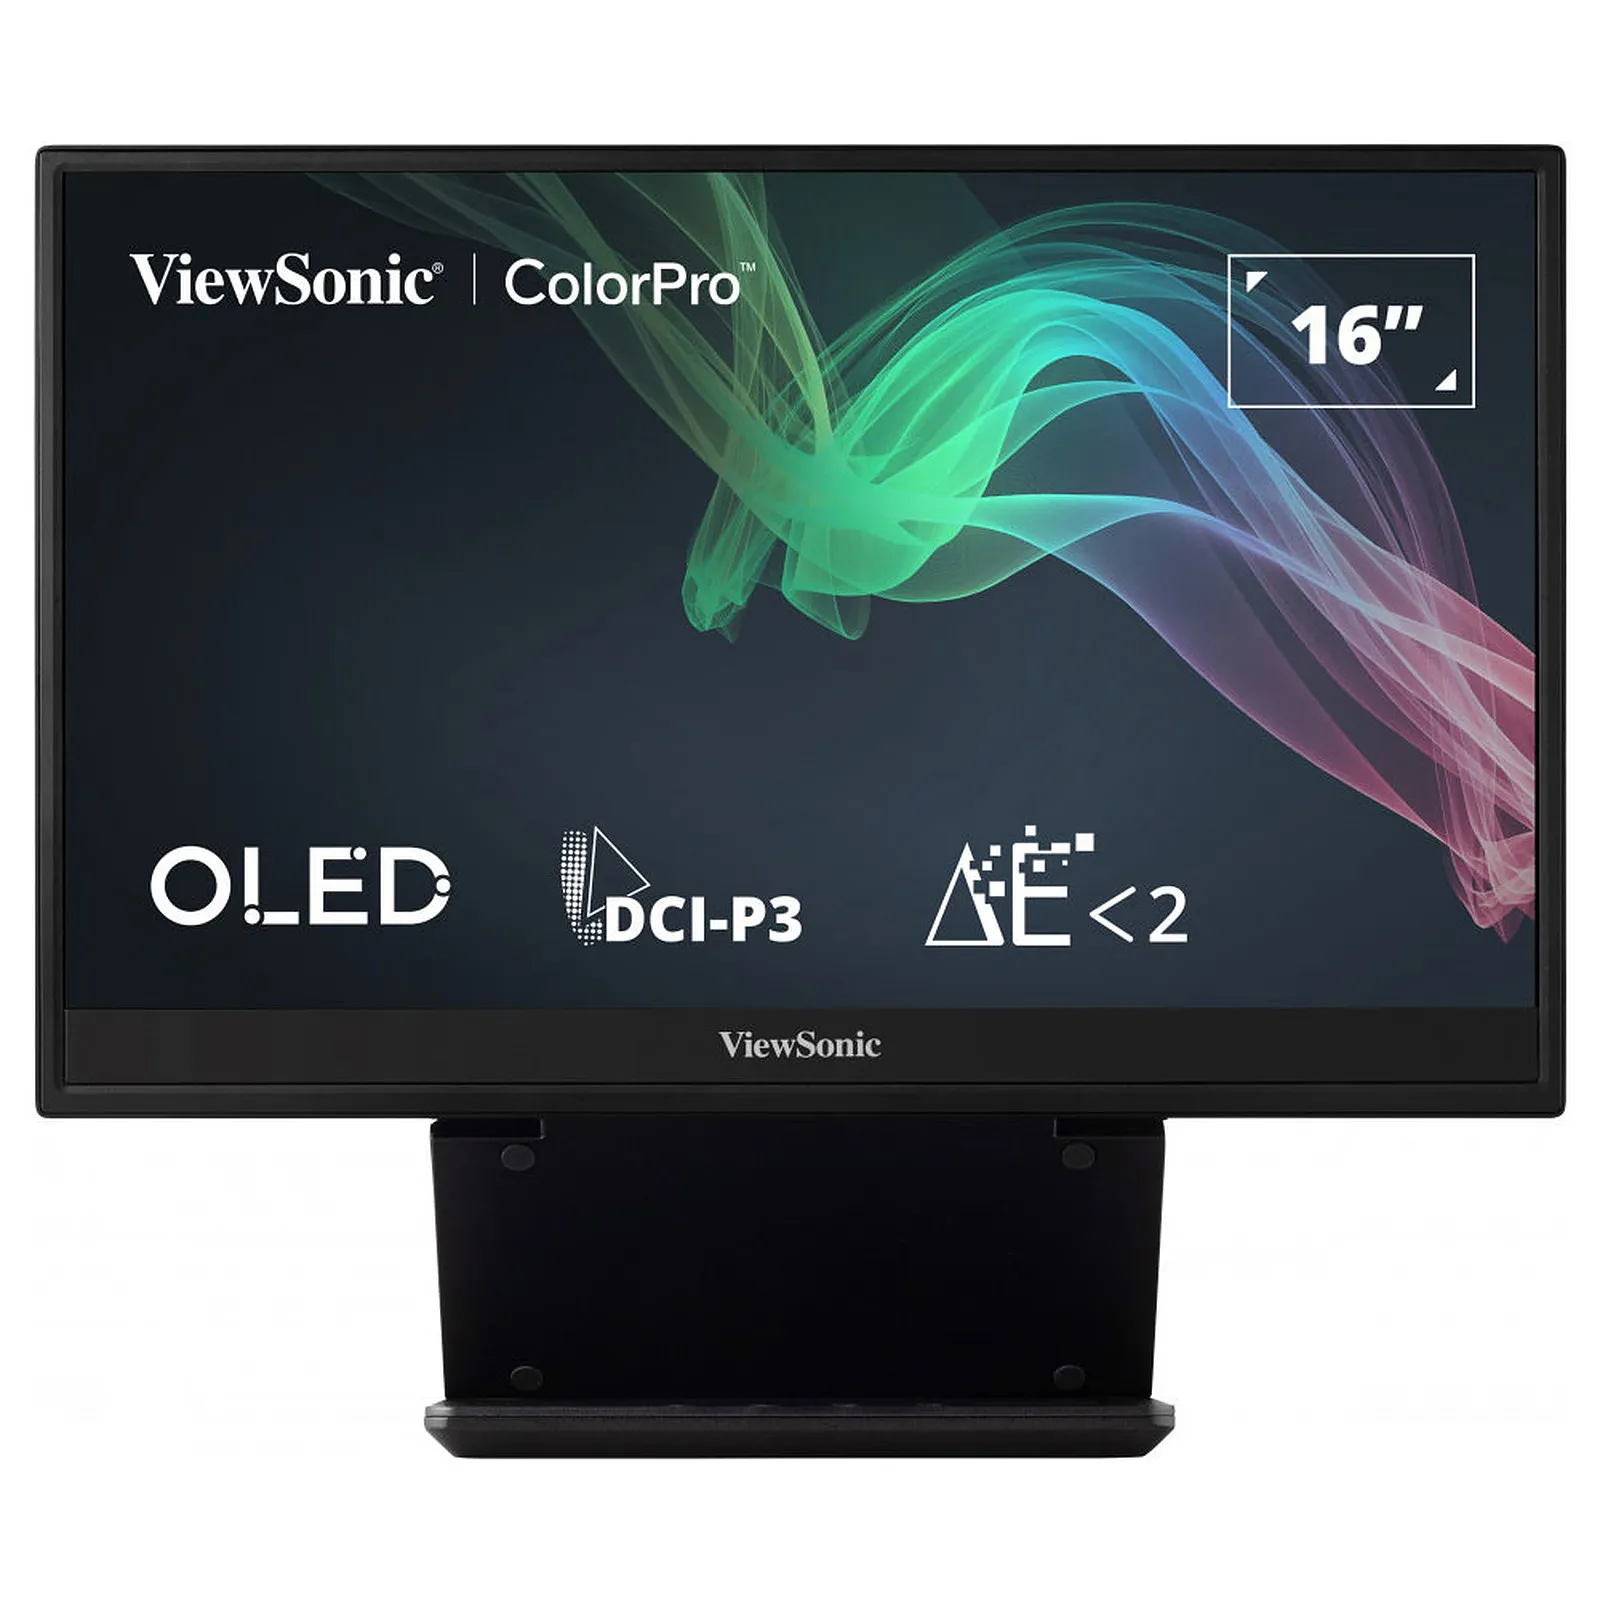 ViewSonic® | ColorPro™
16”
OLED
DCI-P3
ΔE<2
ViewSonic